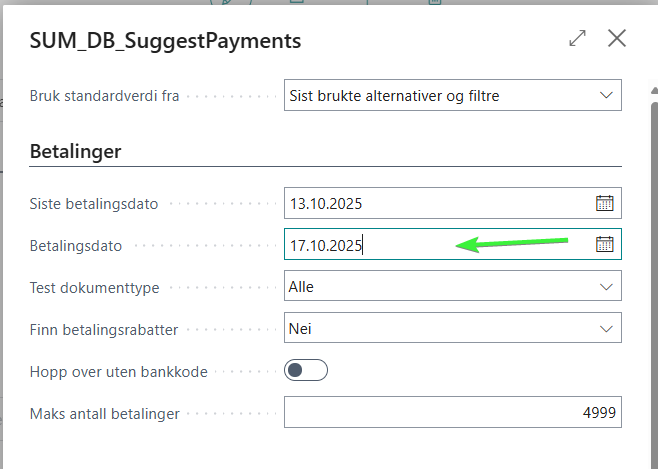 SUM_DB_SuggestPayments
Bruk standardverdi fra Sist brukte alternativer og filtre
Betalinger
Siste betalingsdato 13.10.2025
Betalingsdato 17.10.2025
Test dokumenttype Alle
Finn betalingsrabatter Nei
Hopp over uten bankkode
Maks antall betalinger 4999